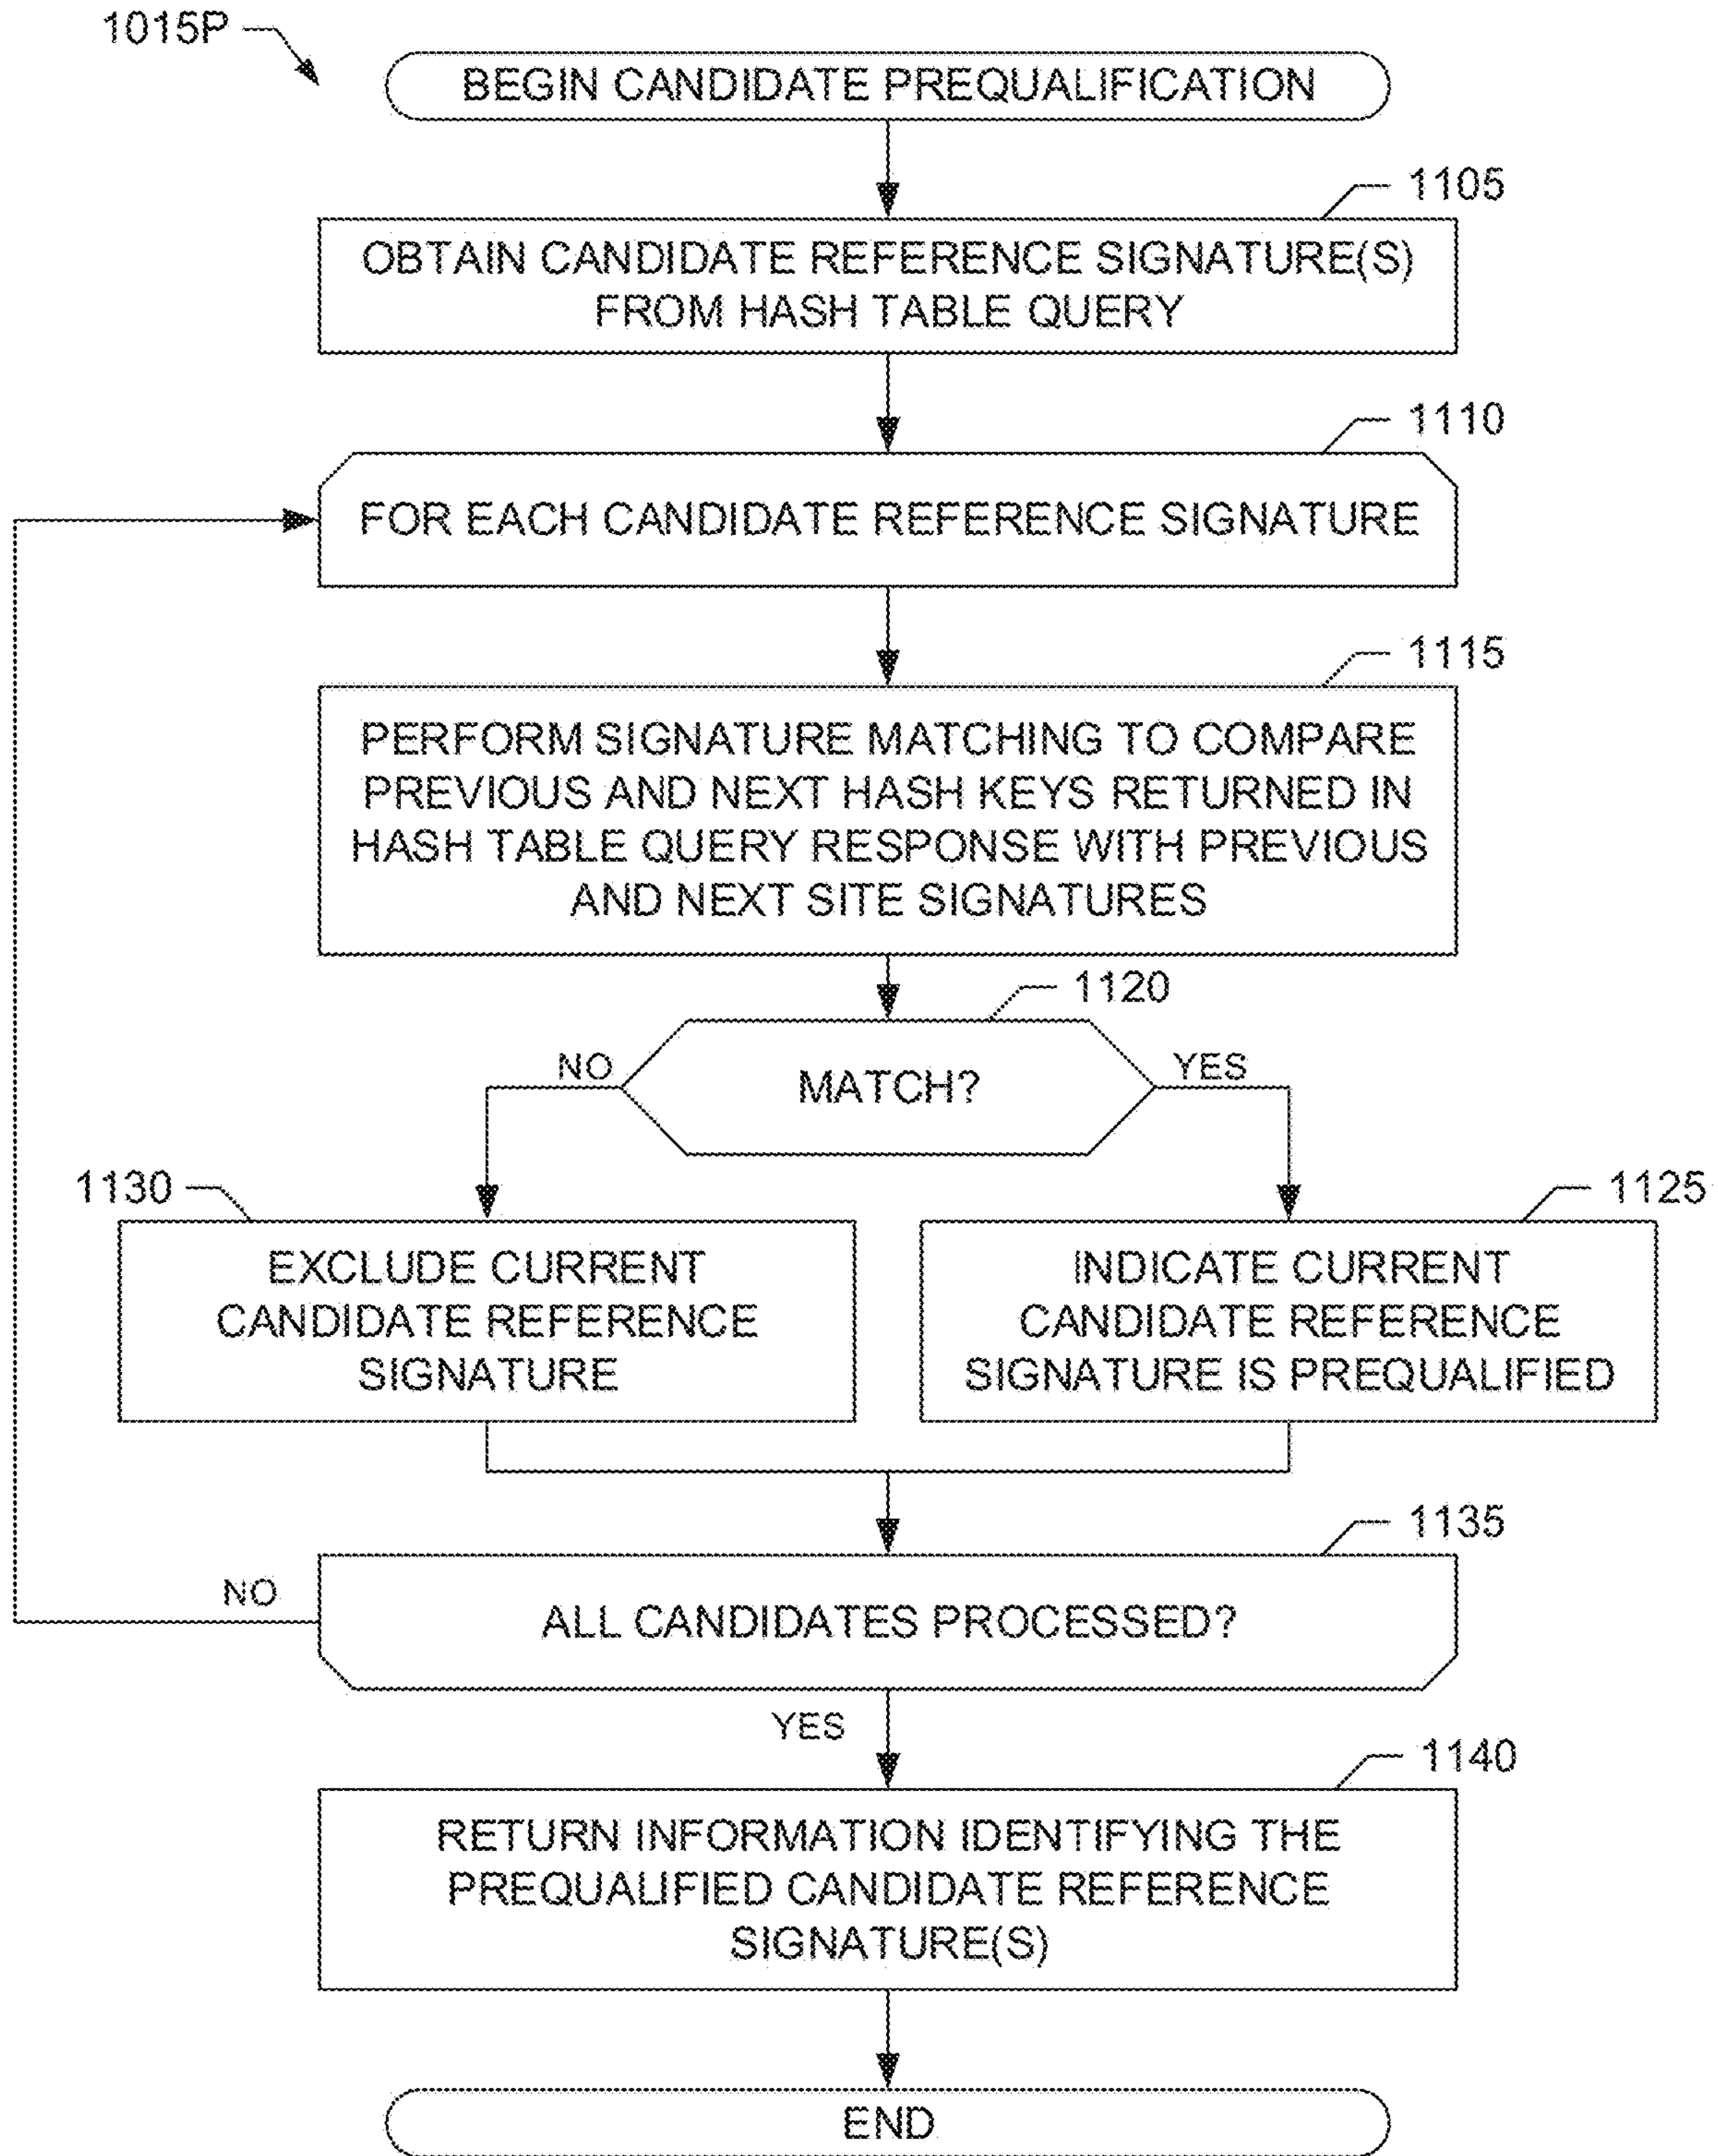 1015P
BEGIN CANDIDATE PREQUALIFICATION
1105
OBTAIN CANDIDATE REFERENCE SIGNATURE(S)
FROM HASH TABLE QUERY
1110
FOR EACH CANDIDATE REFERENCE SIGNATURE
1115
PERFORM SIGNATURE MATCHING TO COMPARE
PREVIOUS AND NEXT HASH KEYS RETURNED IN
HASH TABLE QUERY RESPONSE WITH PREVIOUS
AND NEXT SITE SIGNATURES
1120
NO
MATCH?
YES
1130
EXCLUDE CURRENT
CANDIDATE REFERENCE
SIGNATURE
1125
INDICATE CURRENT
CANDIDATE REFERENCE
SIGNATURE IS PREQUALIFIED
1135
NO
ALL CANDIDATES PROCESSED?
YES
1140
RETURN INFORMATION IDENTIFYING THE
PREQUALIFIED CANDIDATE REFERENCE
SIGNATURE(S)
END